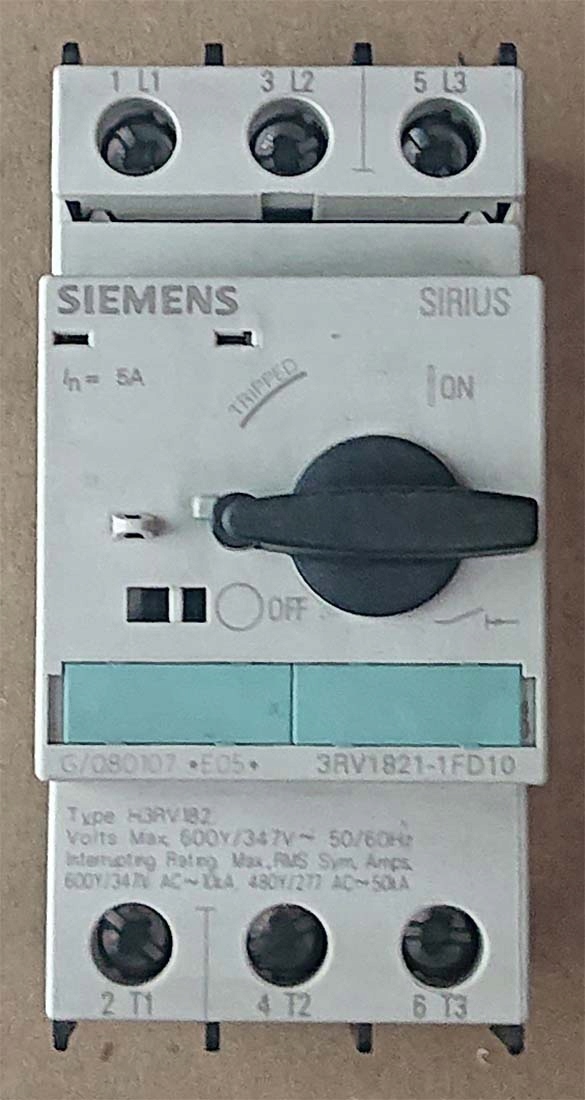 1 L1 3 L2 5 L3
SIEMENS SIRIUS
In = 5A
TRIPPED
I ON
OFF
G/080107 *E05* 3RV1821-1FD10
Type H3RV182
Volts Max. 600Y/347V~ 50/60Hz
Interrupting Rating Max. RMS Sym. Amps.
600Y/347V AC~10kA, 480Y/277 AC~50kA
2 T1 4 T2 6 T3